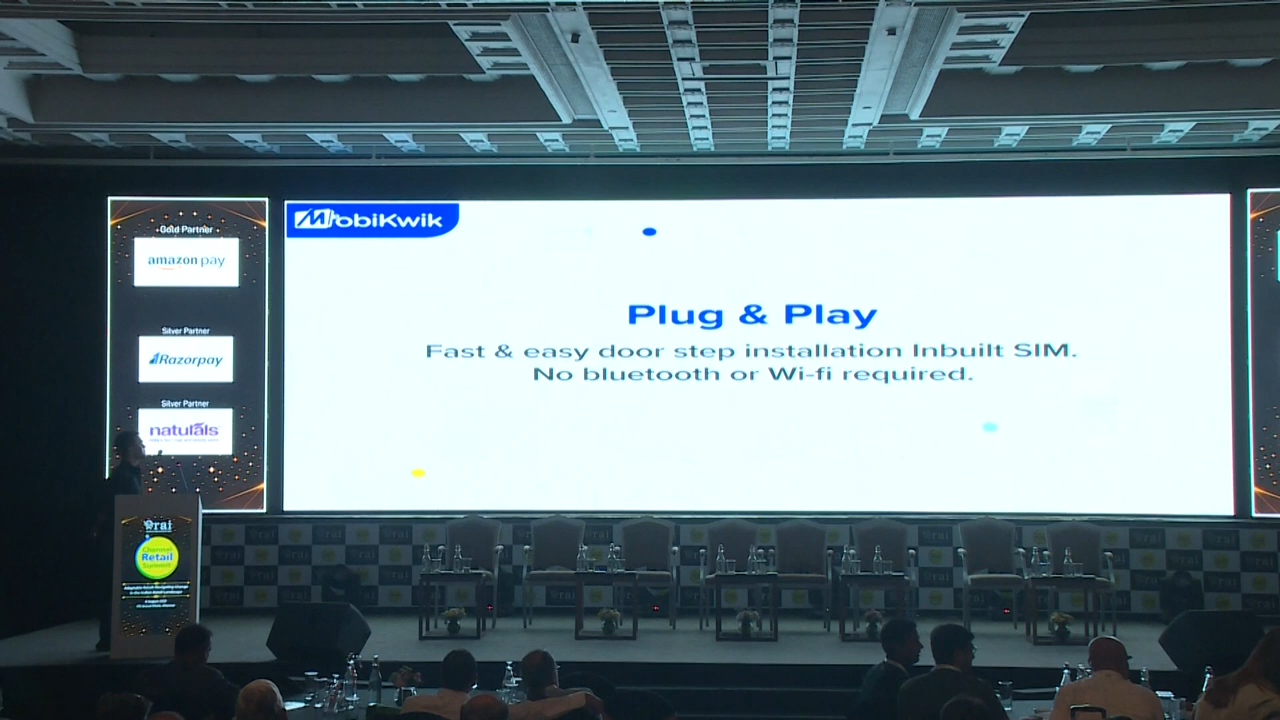 Gold Partner
amazon pay
Silver Partner
Razorpay
Silver Partner
naturals
MobiKwik
Plug & Play
Fast & easy door step installation Inbuilt SIM.
No bluetooth or Wi-fi required.
rai
Chennai
Retail
Summit